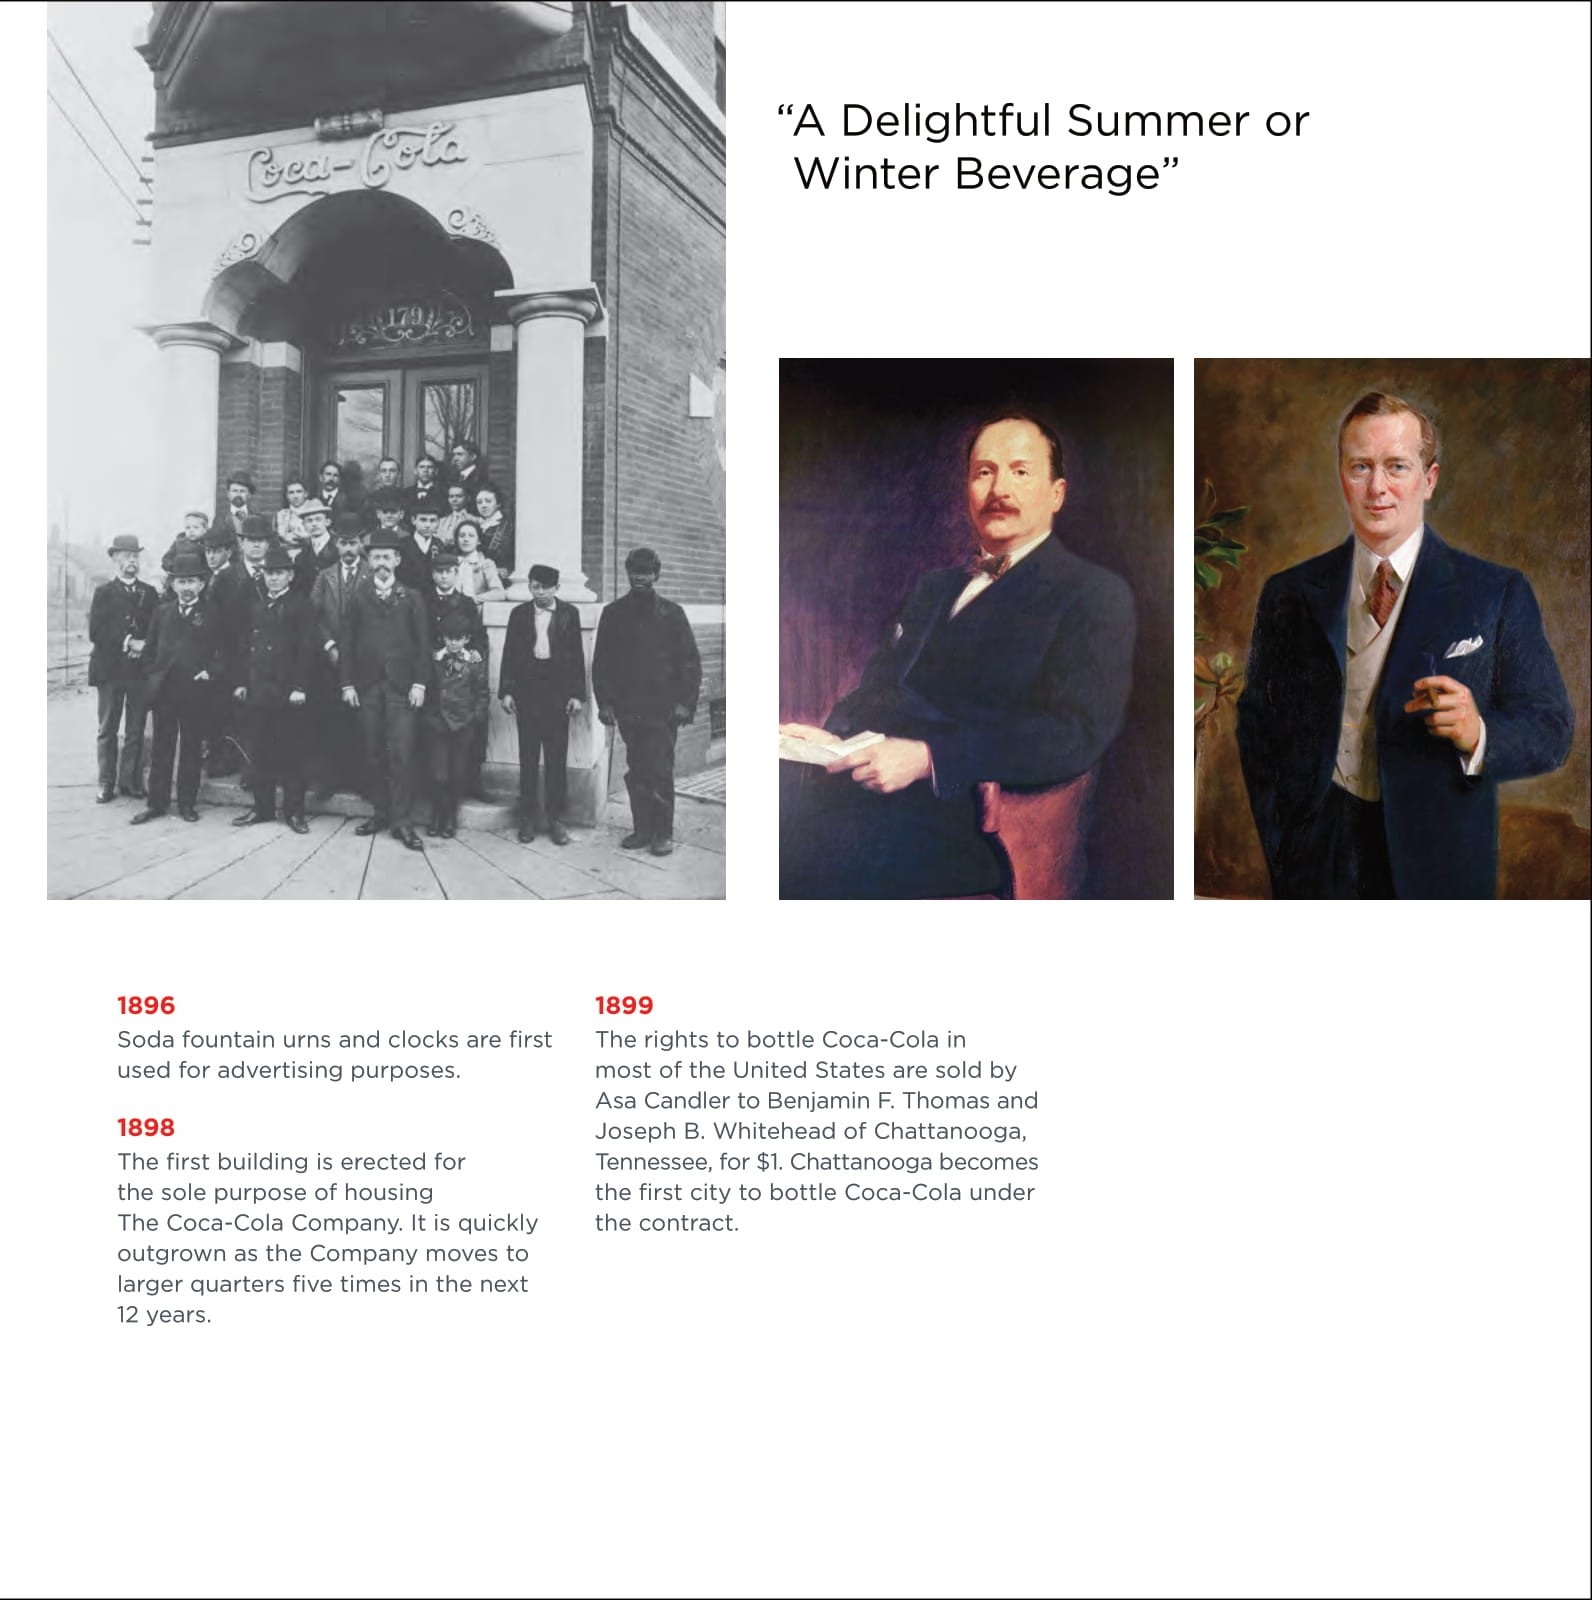 Coca-Cola
179
“A Delightful Summer or
Winter Beverage”
1896
Soda fountain urns and clocks are first
used for advertising purposes.
1898
The first building is erected for
the sole purpose of housing
The Coca-Cola Company. It is quickly
outgrown as the Company moves to
larger quarters five times in the next
12 years.
1899
The rights to bottle Coca-Cola in
most of the United States are sold by
Asa Candler to Benjamin F. Thomas and
Joseph B. Whitehead of Chattanooga,
Tennessee, for $1. Chattanooga becomes
the first city to bottle Coca-Cola under
the contract.